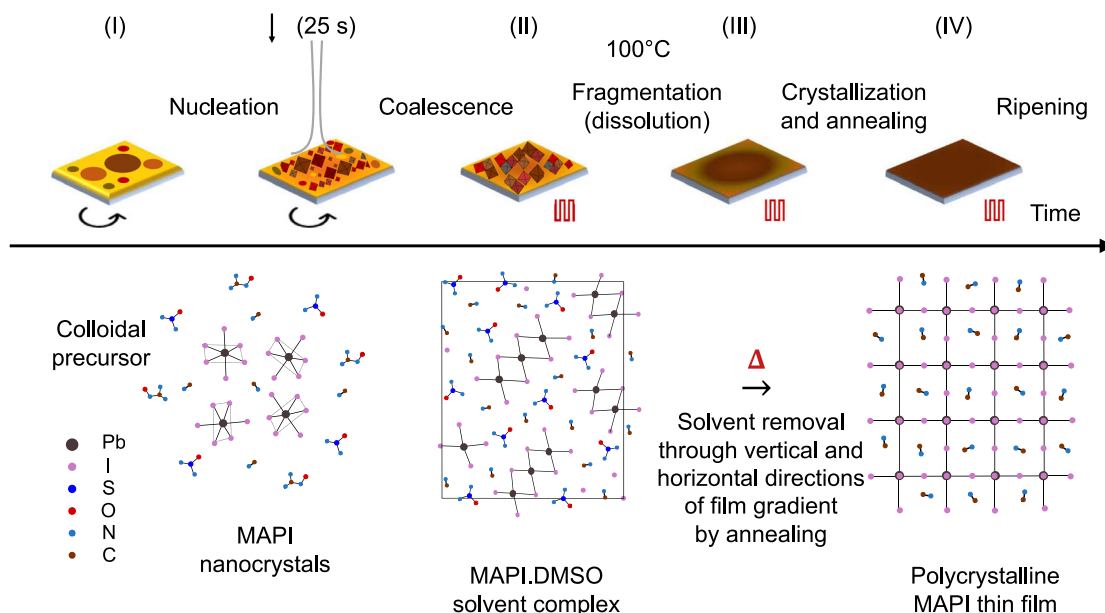 (I)
(25 s)
(II)
(III)
(IV)
100°C
Nucleation
Coalescence
Fragmentation
(dissolution)
Crystallization
and annealing
Ripening
Time
Colloidal
precursor
Pb
I
S
O
N
C
MAPI
nanocrystals
MAPI.DMSO
solvent complex
Δ
Solvent removal
through vertical and
horizontal directions
of film gradient
by annealing
Polycrystalline
MAPI thin film